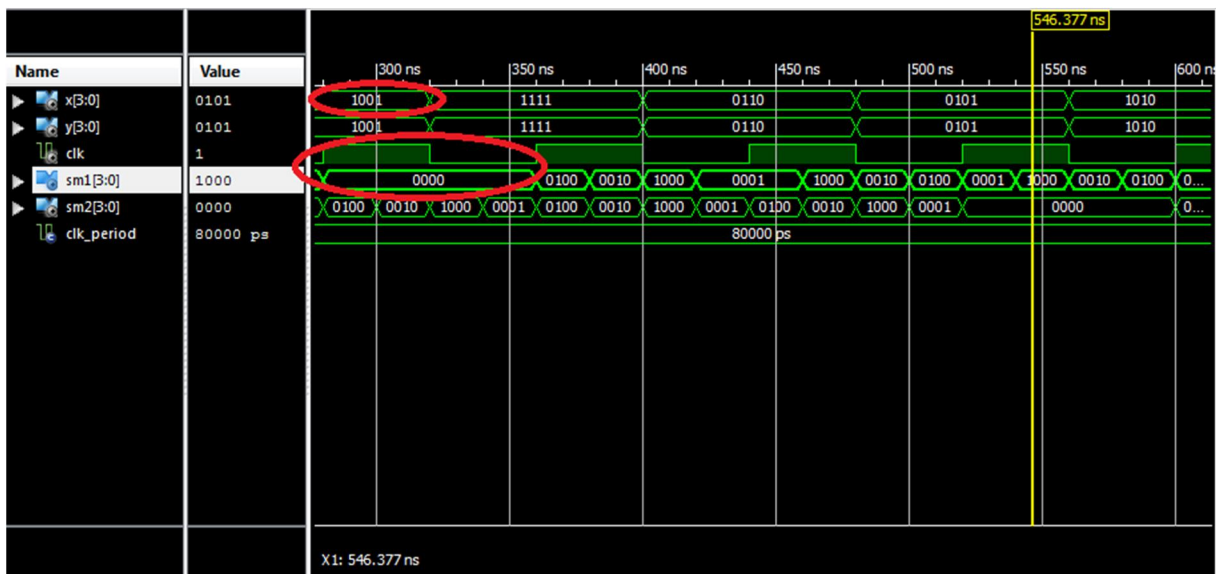 546.377 ns
Name Value 300 ns 350 ns 400 ns 450 ns 500 ns 550 ns 600 n
x[3:0] 0101 1001 1111 0110 0101 1010
y[3:0] 0101 1001 1111 0110 0101 1010
clk 1
sm1[3:0] 1000 0000 0100 0010 1000 0001 1000 0010 0100 0001 1000 0010 0100 0...
sm2[3:0] 0000 0100 0010 1000 0001 0100 0010 1000 0001 0100 0010 1000 0001 0000 0...
clk_period 80000 ps 80000 ps
X1: 546.377 ns